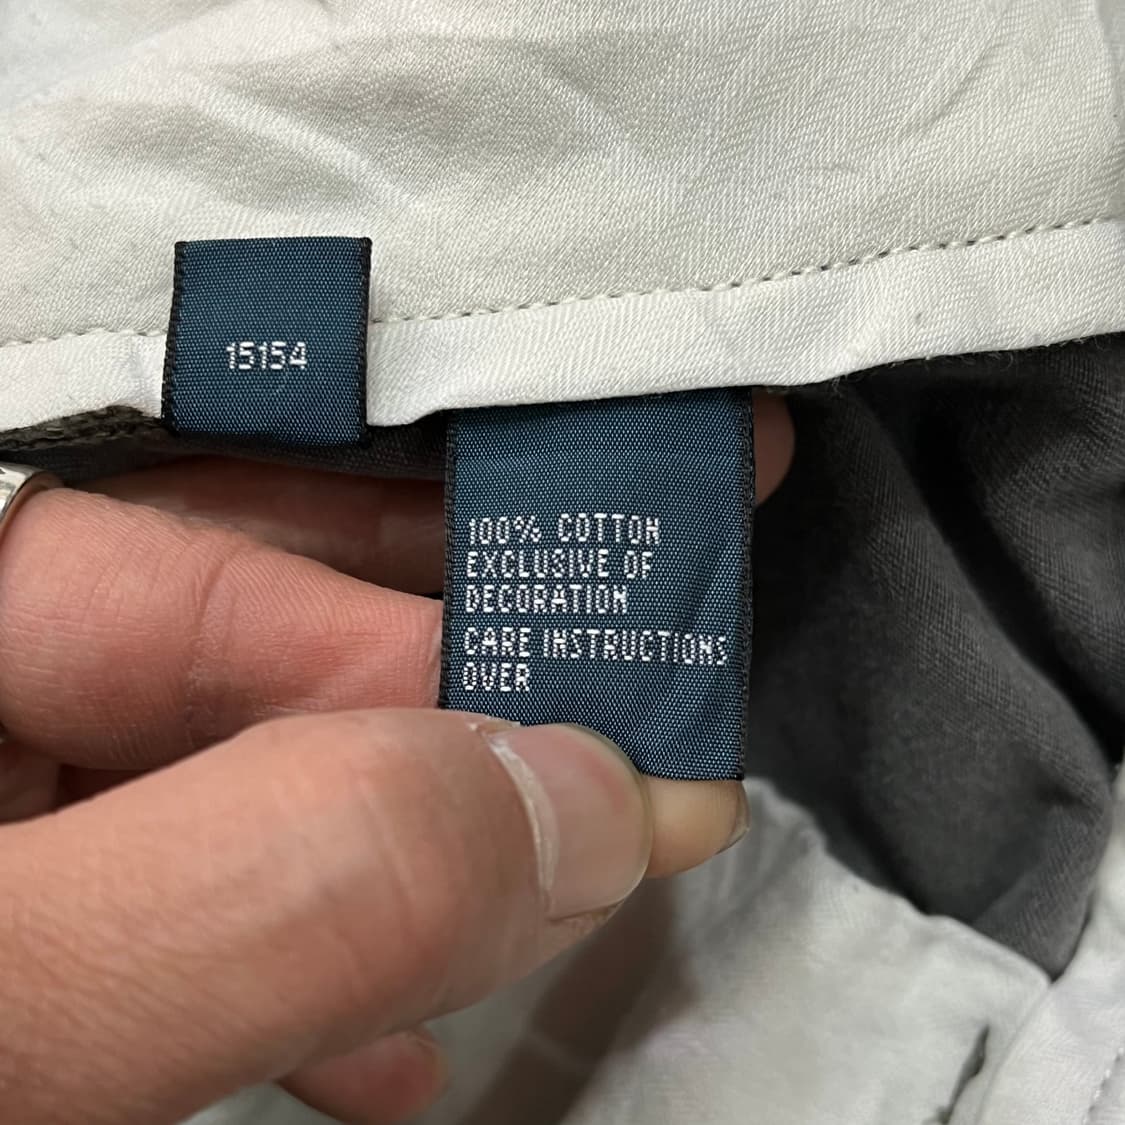 15154
100% COTTON
EXCLUSIVE OF
DECORATION
CARE INSTRUCTIONS
OVER